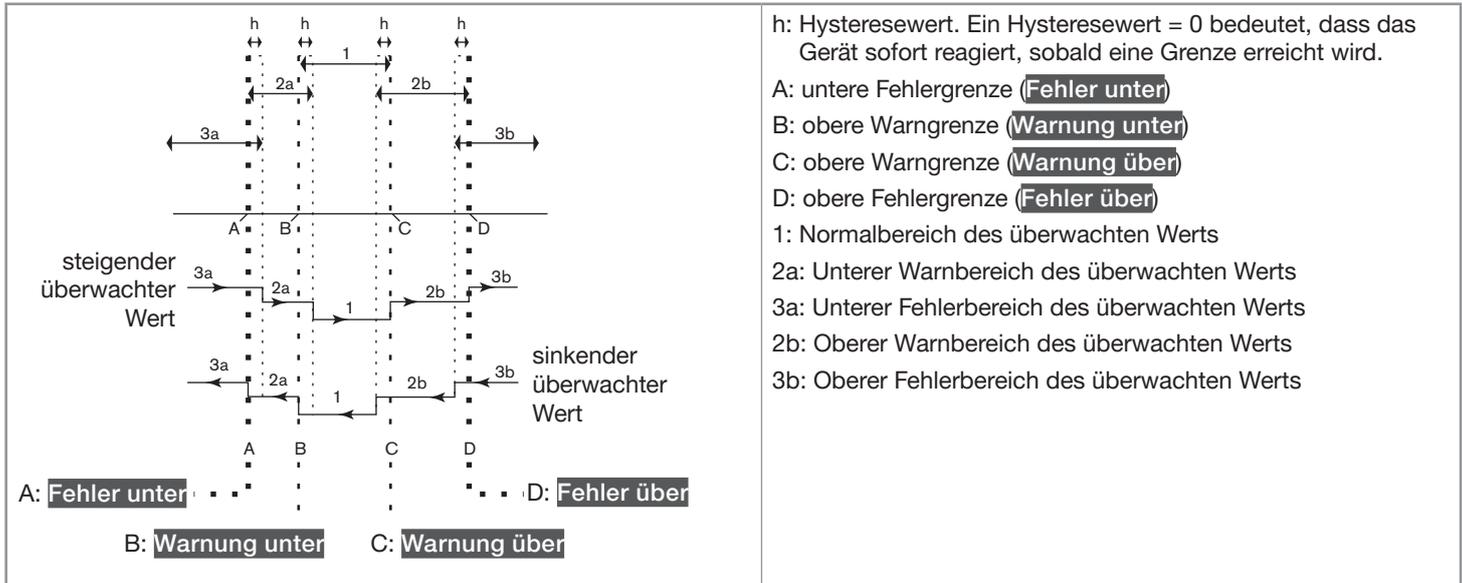 h h h h
1
2a 2b
3a 3b
A B C D
steigender
überwachter
Wert
3a 2a 1 2b 3b
sinkender
überwachter
Wert
3a 2a 1 2b 3b
A B C D
A: Fehler unter
D: Fehler über
B: Warnung unter C: Warnung über
h: Hysteresewert. Ein Hysteresewert = 0 bedeutet, dass das
Gerät sofort reagiert, sobald eine Grenze erreicht wird.
A: untere Fehlergrenze (Fehler unter)
B: obere Warngrenze (Warnung unter)
C: obere Warngrenze (Warnung über)
D: obere Fehlergrenze (Fehler über)
1: Normalbereich des überwachten Werts
2a: Unterer Warnbereich des überwachten Werts
3a: Unterer Fehlerbereich des überwachten Werts
2b: Oberer Warnbereich des überwachten Werts
3b: Oberer Fehlerbereich des überwachten Werts